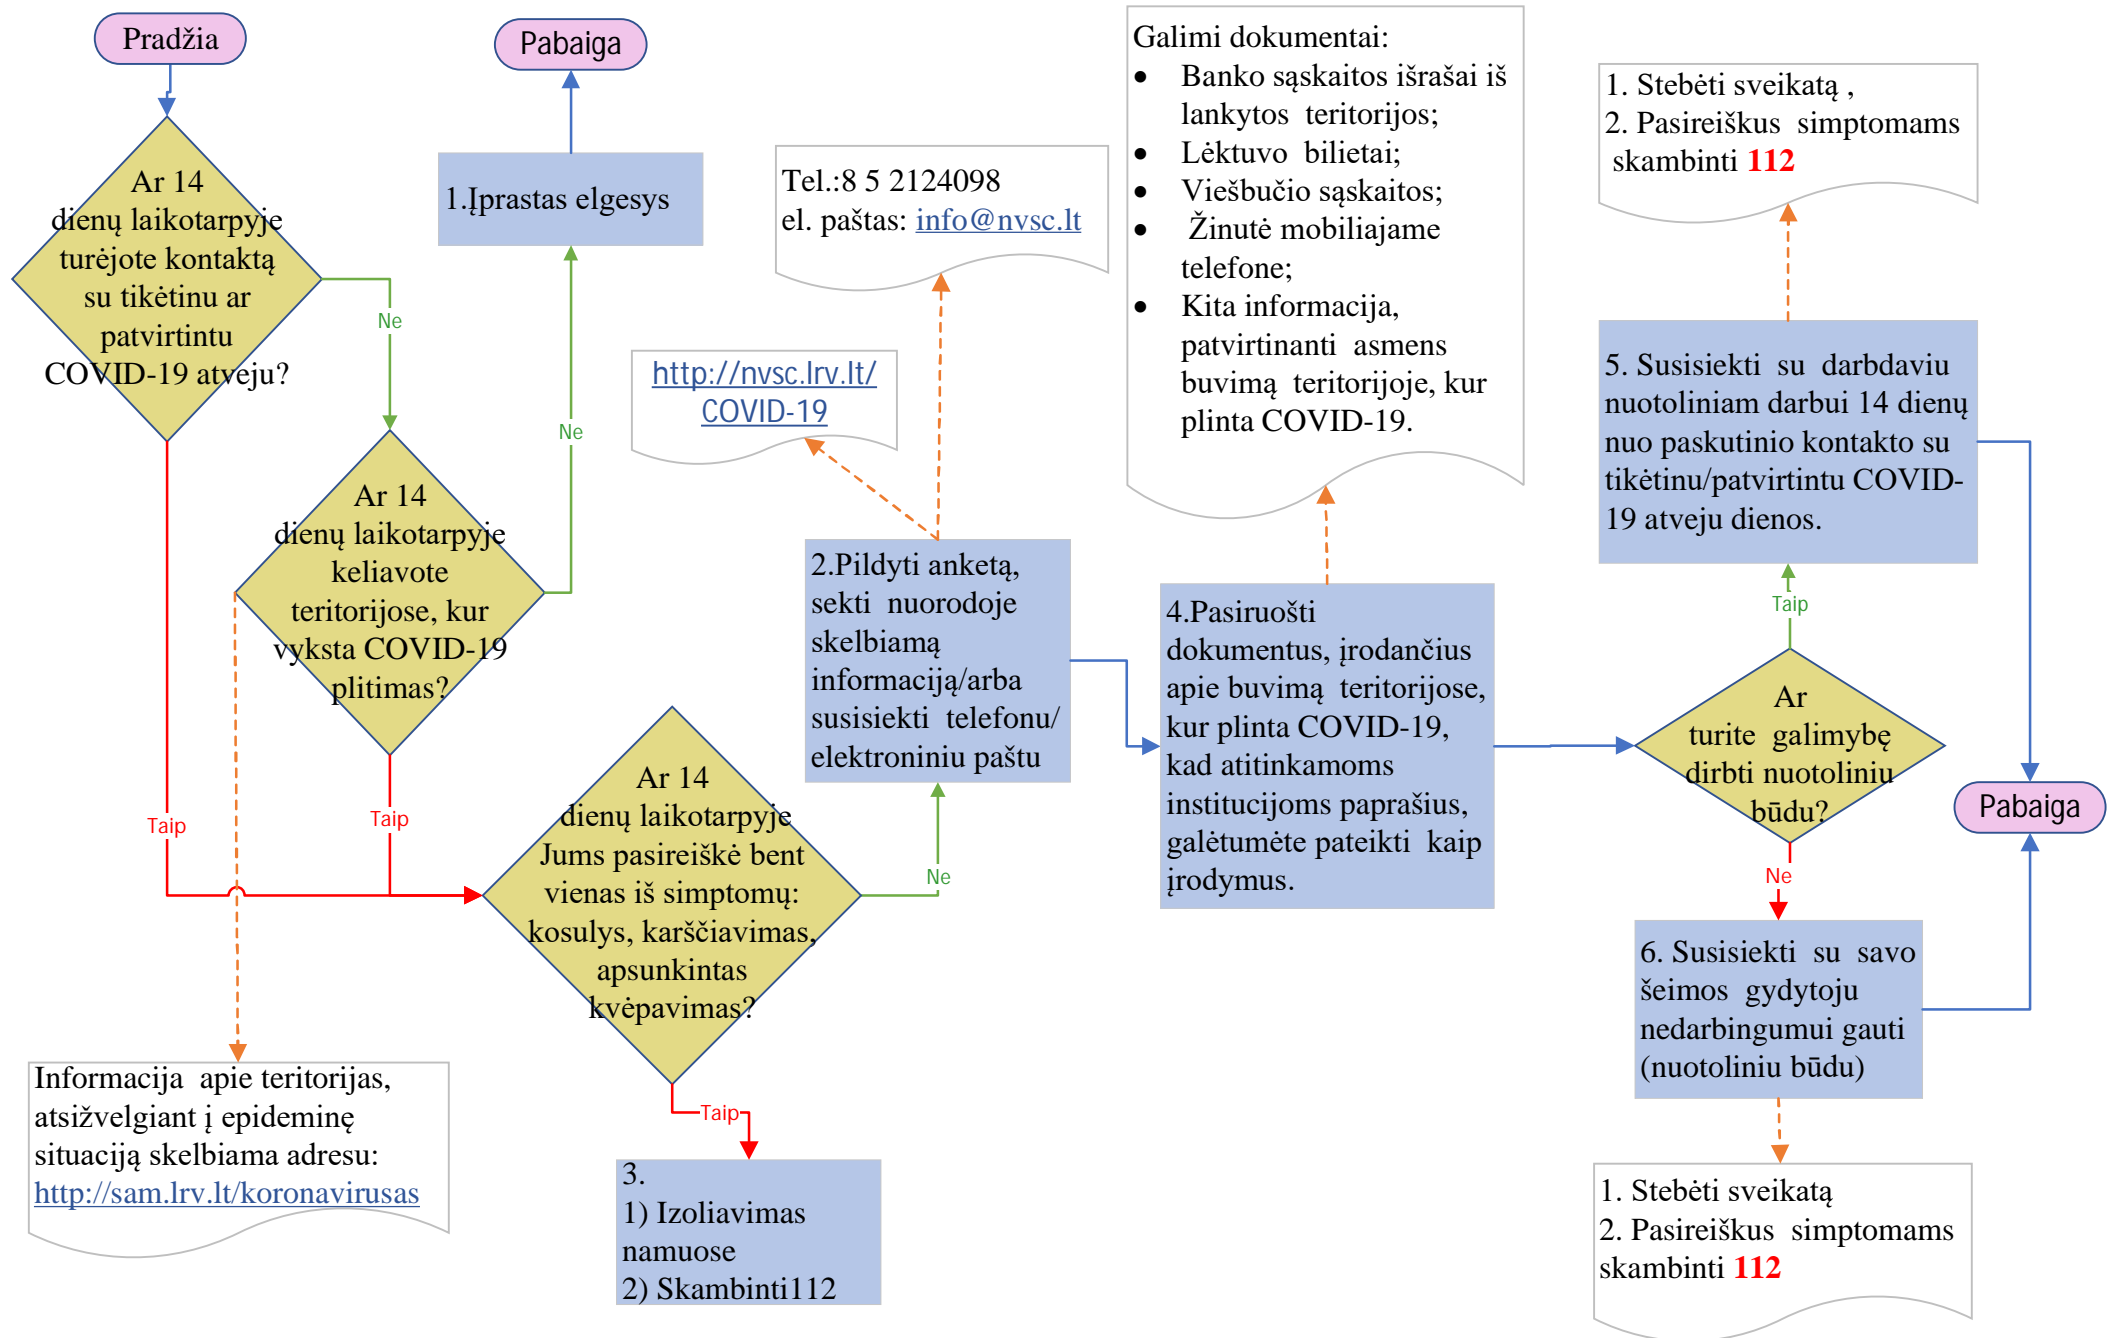 Pradžia
Ar 14
dienų laikotarpyje
turėjote kontaktą
su tikėtinu ar
patvirtintu
COVID-19 atveju?
Ne
Taip
Ar 14
dienų laikotarpyje
keliavote
teritorijose, kur
vyksta COVID-19
plitimas?
Ne
Taip
Pabaiga
1.Įprastas elgesys
Informacija apie teritorijas,
atsižvelgiant į epideminę
situaciją skelbiama adresu:
http://sam.lrv.lt/koronavirusas
Ar 14
dienų laikotarpyje
Jums pasireiškė bent
vienas iš simptomų:
kosulys, karščiavimas,
apsunkintas
kvėpavimas?
Ne
Taip
3.
1) Izoliavimas
namuose
2) Skambinti112
2.Pildyti anketą,
sekti nuorodoje
skelbiamą
informaciją/arba
susisiekti telefonu/
elektroniniu paštu
http://nvsc.lrv.lt/
COVID-19
Tel.:8 5 2124098
el. paštas: info@nvsc.lt
4.Pasiruošti
dokumentus, įrodančius
apie buvimą teritorijose,
kur plinta COVID-19,
kad atitinkamoms
institucijoms paprašius,
galėtumėte pateikti kaip
įrodymus.
Galimi dokumentai:
• Banko sąskaitos išrašai iš
lankytos teritorijos;
• Lėktuvo bilietai;
• Viešbučio sąskaitos;
• Žinutė mobiliajame
telefone;
• Kita informacija,
patvirtinanti asmens
buvimą teritorijoje, kur
plinta COVID-19.
Ar
turite galimybę
dirbti nuotoliniu
būdu?
Taip
Ne
5. Susisiekti su darbdaviu
nuotoliniam darbui 14 dienų
nuo paskutinio kontakto su
tikėtinu/patvirtintu COVID-
19 atveju dienos.
1. Stebėti sveikatą ,
2. Pasireiškus simptomams
skambinti 112
6. Susisiekti su savo
šeimos gydytoju
nedarbingumui gauti
(nuotoliniu būdu)
1. Stebėti sveikatą
2. Pasireiškus simptomams
skambinti 112
Pabaiga